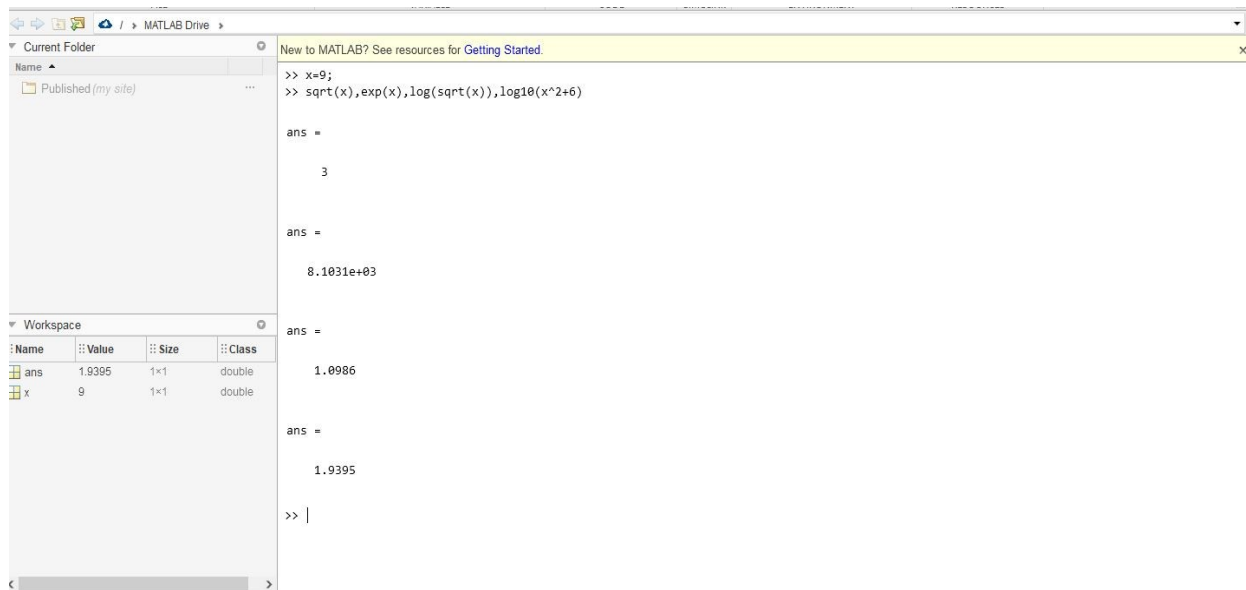 / › MATLAB Drive ›
Current Folder
Name
Published (my site) ...
Workspace
Name Value Size Class
ans 1.9395 1×1 double
x 9 1×1 double
New to MATLAB? See resources for Getting Started.
>> x=9;
>> sqrt(x),exp(x),log(sqrt(x)),log10(x^2+6)
ans =
3
ans =
8.1031e+03
ans =
1.0986
ans =
1.9395
>>